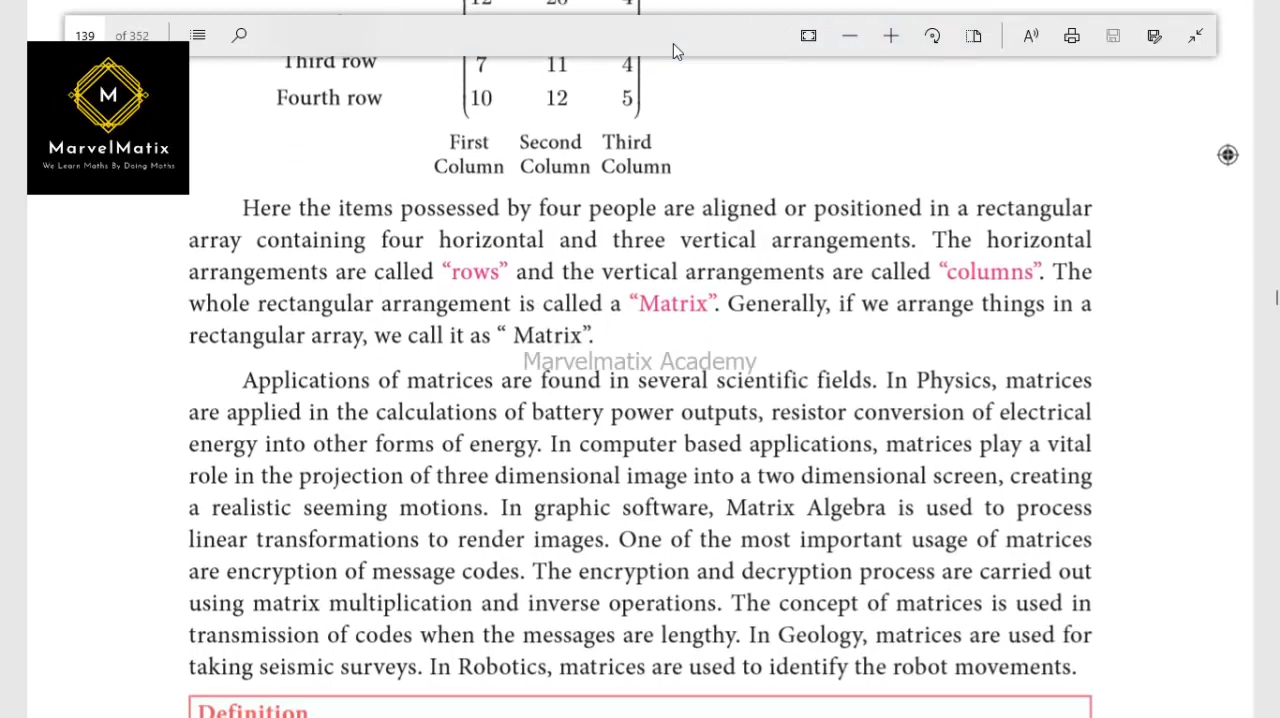 12 28 4
139 of 352
Third row 7 11 4
Fourth row 10 12 5
First Second Third
Column Column Column
M
MarvelMatix
We Learn Maths By Doing Maths
Here the items possessed by four people are aligned or positioned in a rectangular
array containing four horizontal and three vertical arrangements. The horizontal
arrangements are called “rows” and the vertical arrangements are called “columns”. The
whole rectangular arrangement is called a “Matrix”. Generally, if we arrange things in a
rectangular array, we call it as “ Matrix”.
Marvelmatix Academy
Applications of matrices are found in several scientific fields. In Physics, matrices
are applied in the calculations of battery power outputs, resistor conversion of electrical
energy into other forms of energy. In computer based applications, matrices play a vital
role in the projection of three dimensional image into a two dimensional screen, creating
a realistic seeming motions. In graphic software, Matrix Algebra is used to process
linear transformations to render images. One of the most important usage of matrices
are encryption of message codes. The encryption and decryption process are carried out
using matrix multiplication and inverse operations. The concept of matrices is used in
transmission of codes when the messages are lengthy. In Geology, matrices are used for
taking seismic surveys. In Robotics, matrices are used to identify the robot movements.
Definition